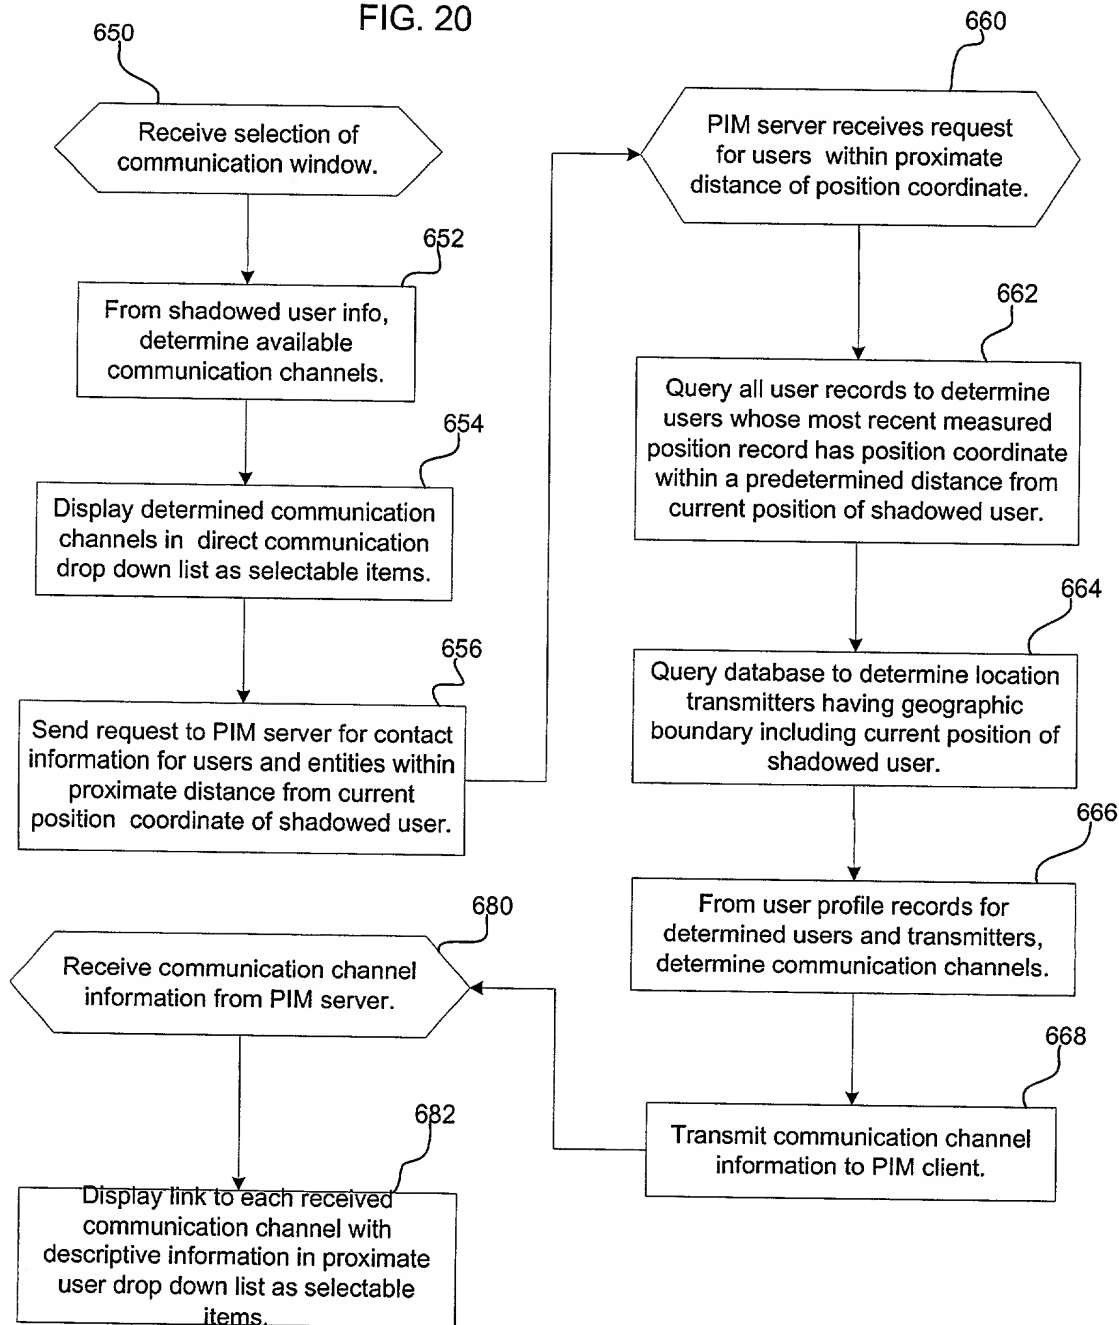 FIG. 20
650
Receive selection of
communication window.
652
From shadowed user info,
determine available
communication channels.
654
Display determined communication
channels in direct communication
drop down list as selectable items.
656
Send request to PIM server for contact
information for users and entities within
proximate distance from current
position coordinate of shadowed user.
660
PIM server receives request
for users within proximate
distance of position coordinate.
662
Query all user records to determine
users whose most recent measured
position record has position coordinate
within a predetermined distance from
current position of shadowed user.
664
Query database to determine location
transmitters having geographic
boundary including current position of
shadowed user.
666
From user profile records for
determined users and transmitters,
determine communication channels.
668
Transmit communication channel
information to PIM client.
680
Receive communication channel
information from PIM server.
682
Display link to each received
communication channel with
descriptive information in proximate
user drop down list as selectable
items.